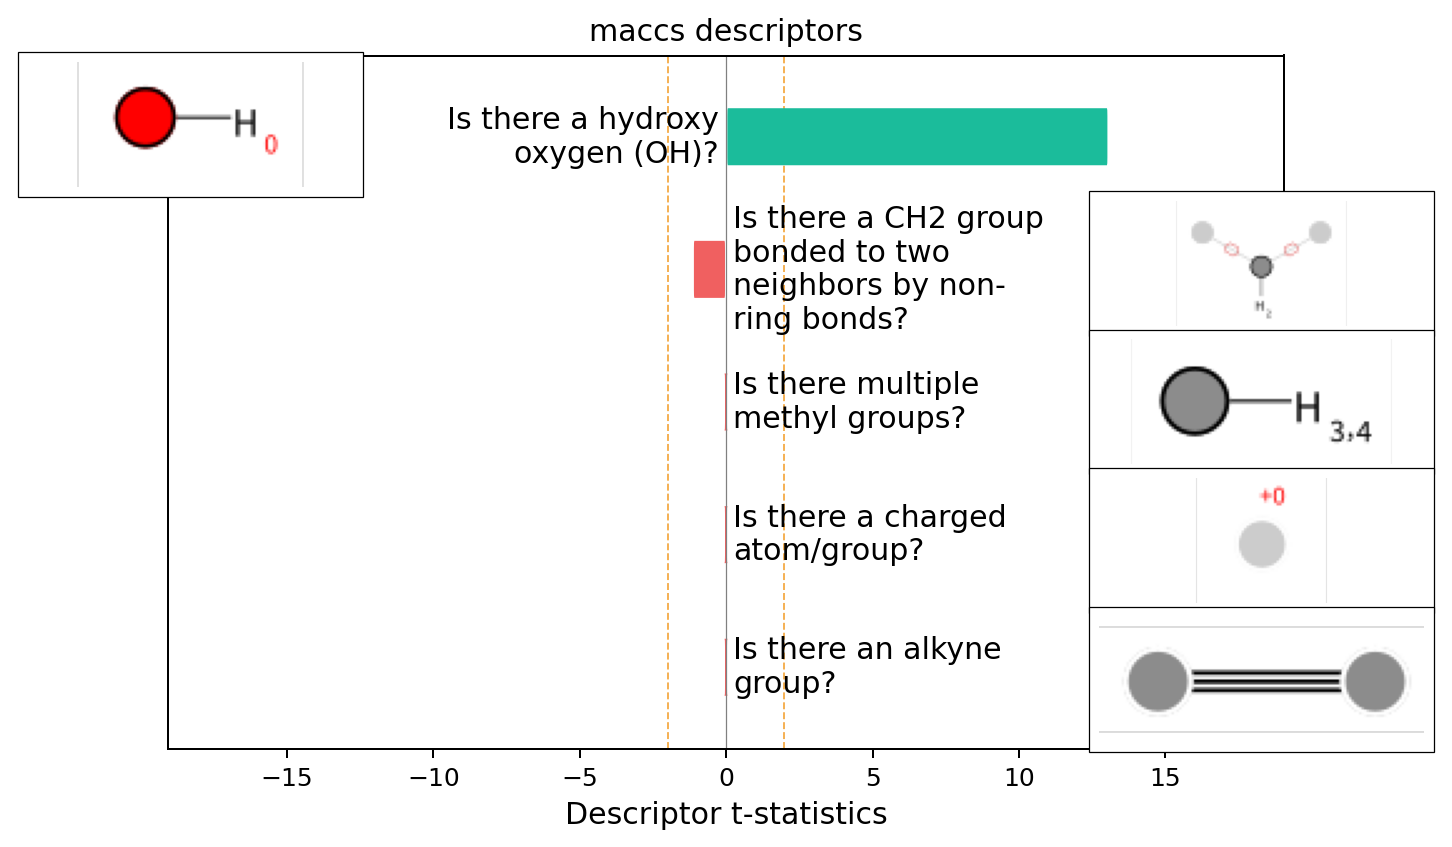 maccs descriptors
H
0
Is there a hydroxy
oxygen (OH)?
Is there a CH2 group
bonded to two
neighbors by non-
ring bonds?
H
2
Is there multiple
methyl groups?
H
3,4
Is there a charged
atom/group?
+0
Is there an alkyne
group?
−15 −10 −5 0 5 10 15
Descriptor t-statistics